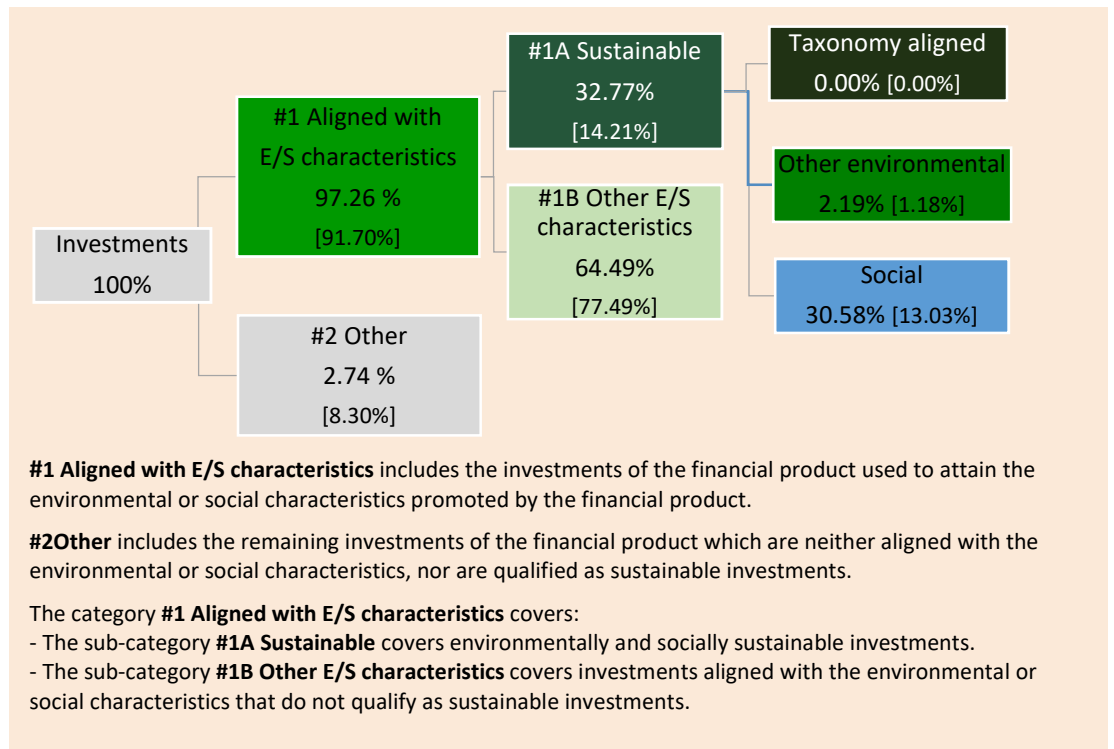 Investments
100%
#1 Aligned with
E/S characteristics
97.26 %
[91.70%]
#2 Other
2.74 %
[8.30%]
#1A Sustainable
32.77%
[14.21%]
#1B Other E/S
characteristics
64.49%
[77.49%]
Taxonomy aligned
0.00% [0.00%]
Other environmental
2.19% [1.18%]
Social
30.58% [13.03%]
#1 Aligned with E/S characteristics includes the investments of the financial product used to attain the
environmental or social characteristics promoted by the financial product.
#2Other includes the remaining investments of the financial product which are neither aligned with the
environmental or social characteristics, nor are qualified as sustainable investments.
The category #1 Aligned with E/S characteristics covers:
- The sub-category #1A Sustainable covers environmentally and socially sustainable investments.
- The sub-category #1B Other E/S characteristics covers investments aligned with the environmental or
social characteristics that do not qualify as sustainable investments.